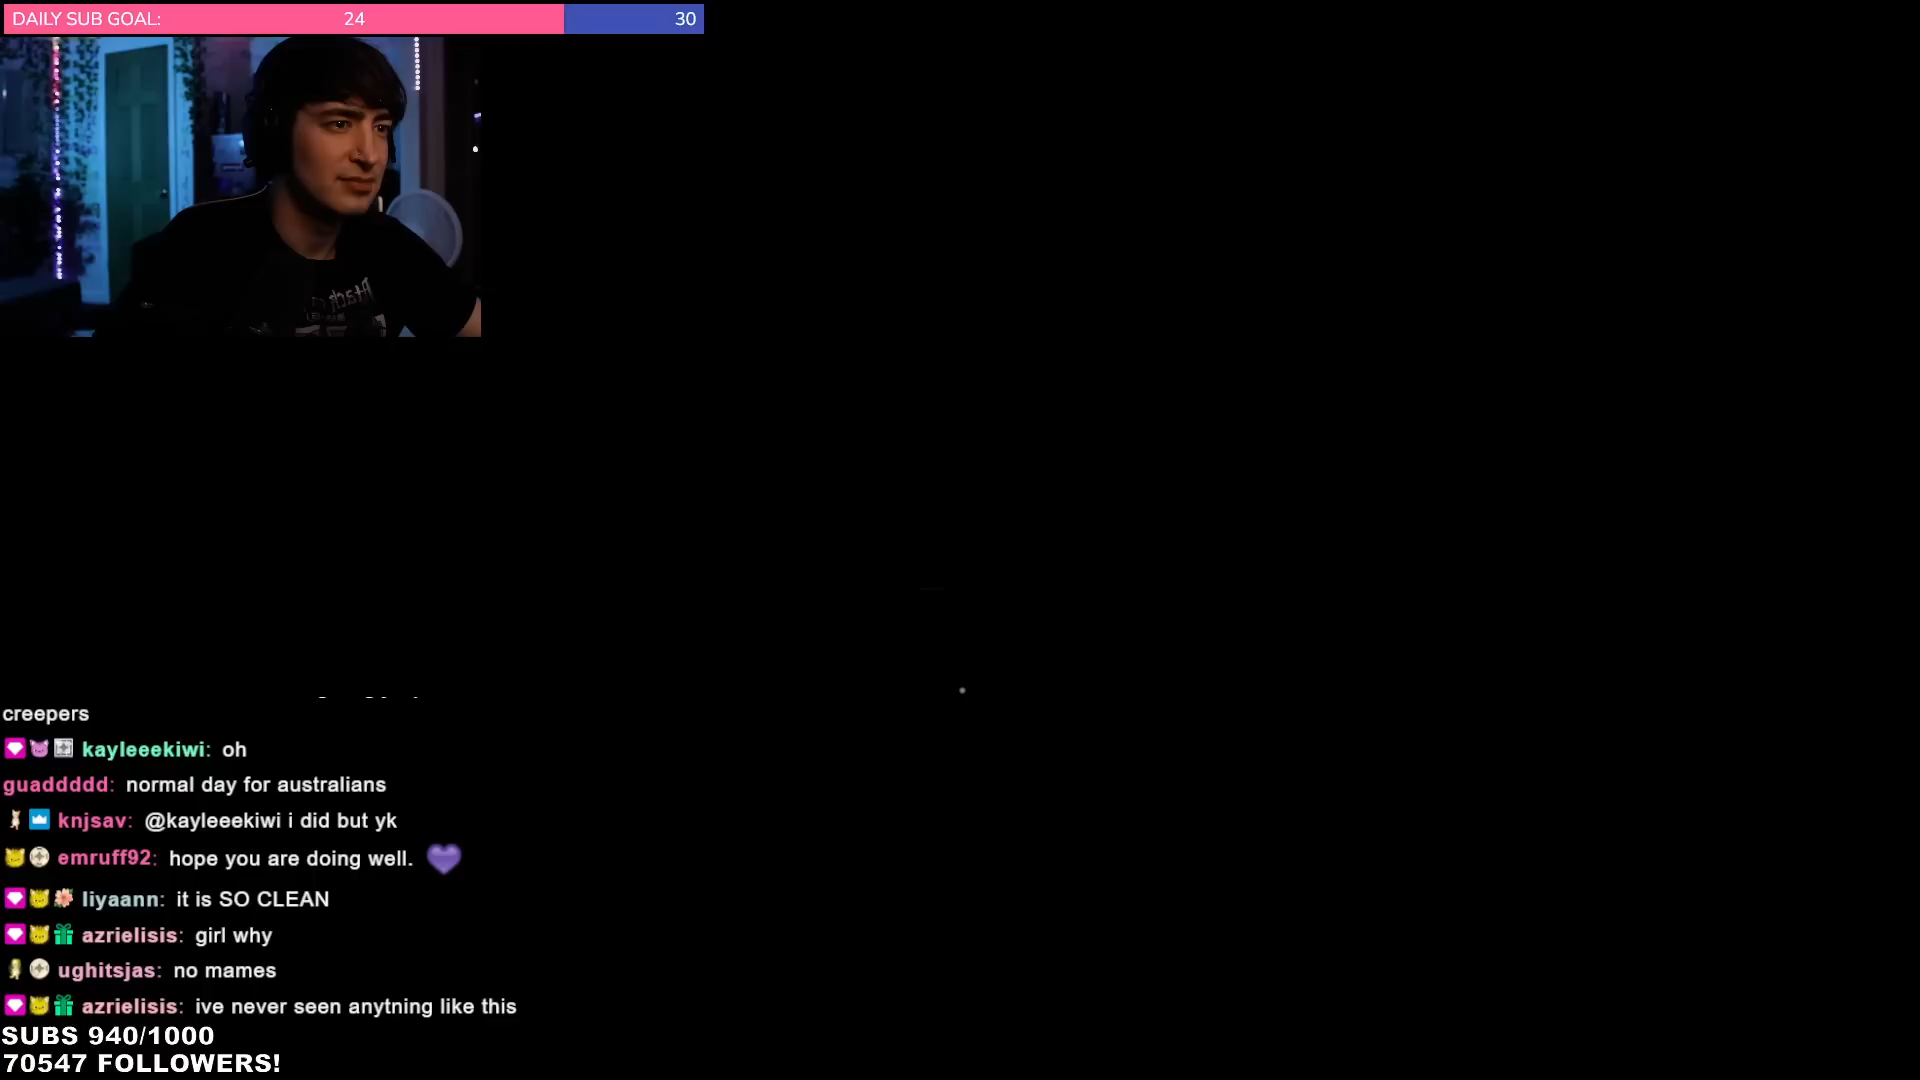 DAILY SUB GOAL: 24 30
creepers
kayleeekiwi: oh
guaddddd: normal day for australians
knjsav: @kayleeekiwi i did but yk
emruff92: hope you are doing well.
liyaann: it is SO CLEAN
azrielisis: girl why
ughitsjas: no mames
azrielisis: ive never seen anytning like this
SUBS 940/1000
70547 FOLLOWERS!